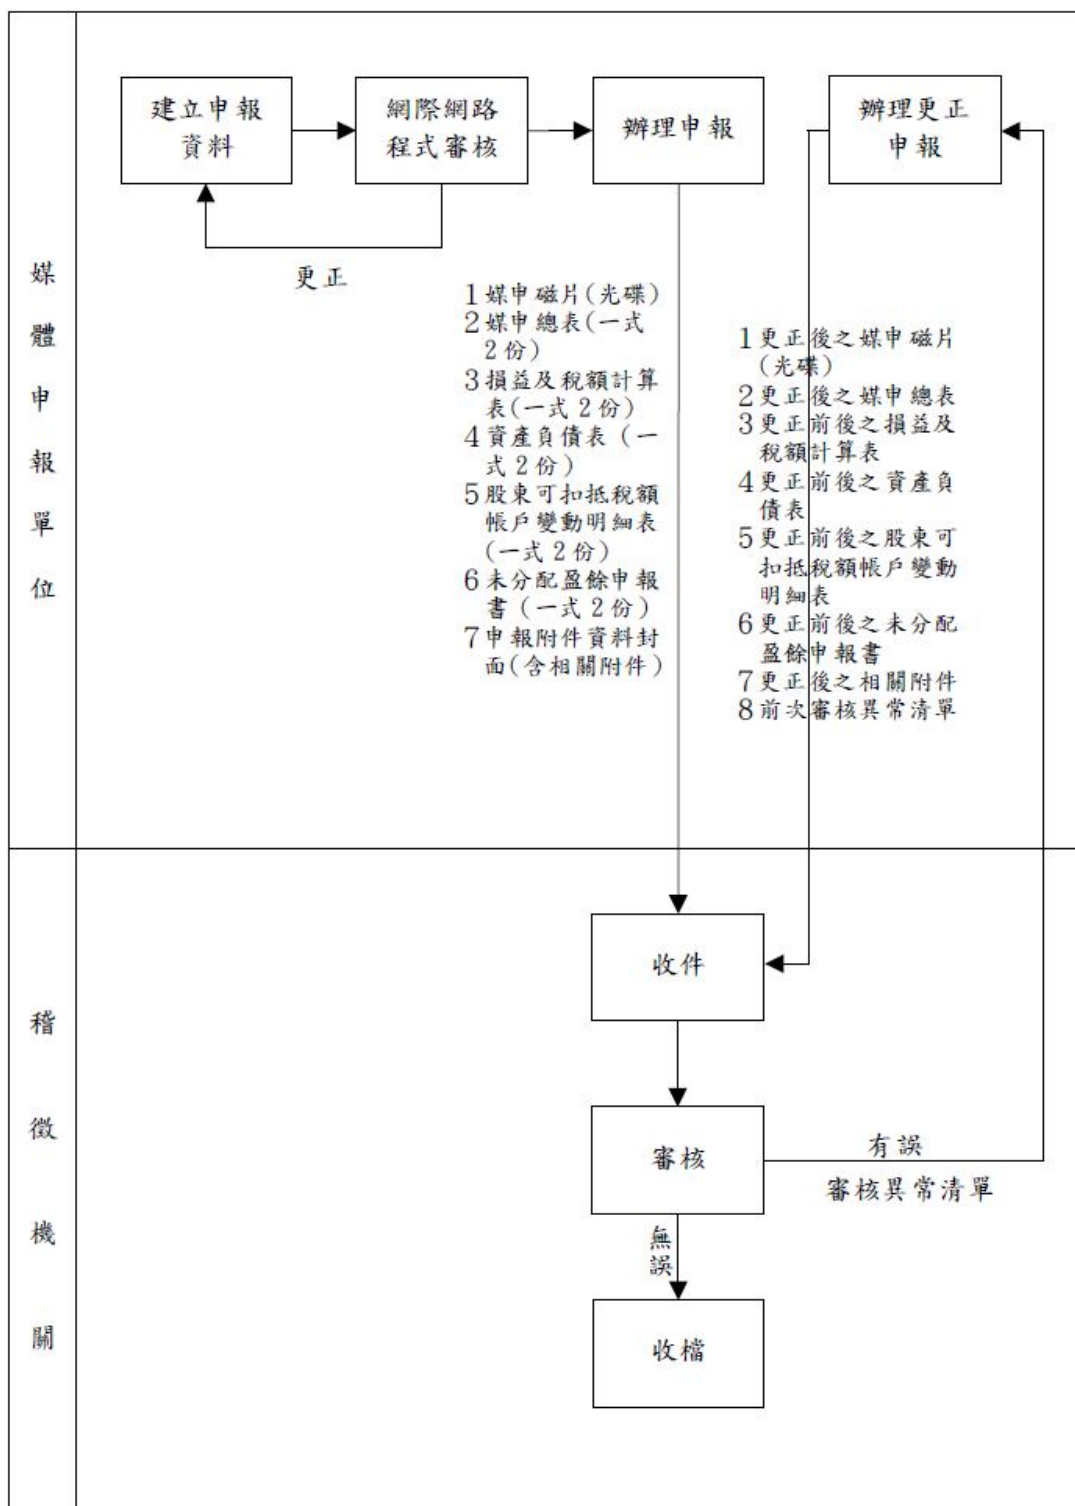 媒體申報單位
建立申報
資料
網際網路
程式審核
辦理申報
辦理更正
申報
更正
1 媒申磁片(光碟)
2 媒申總表(一式
2份)
3 損益及稅額計算
表(一式 2份)
4 資產負債表 (一
式 2份)
5 股東可扣抵稅額
帳戶變動明細表
(一式 2份)
6 未分配盈餘申報
書 (一式 2份)
7 申報附件資料封
面(含相關附件)
1 更正後之媒申磁片
(光碟)
2 更正後之媒申總表
3 更正前後之損益及
稅額計算表
4 更正前後之資產負
債表
5 更正前後之股東可
扣抵稅額帳戶變動
明細表
6 更正前後之未分配
盈餘申報書
7 更正後之相關附件
8 前次審核異常清單
稽徵機關
收件
審核
有誤
審核異常清單
無
誤
收檔